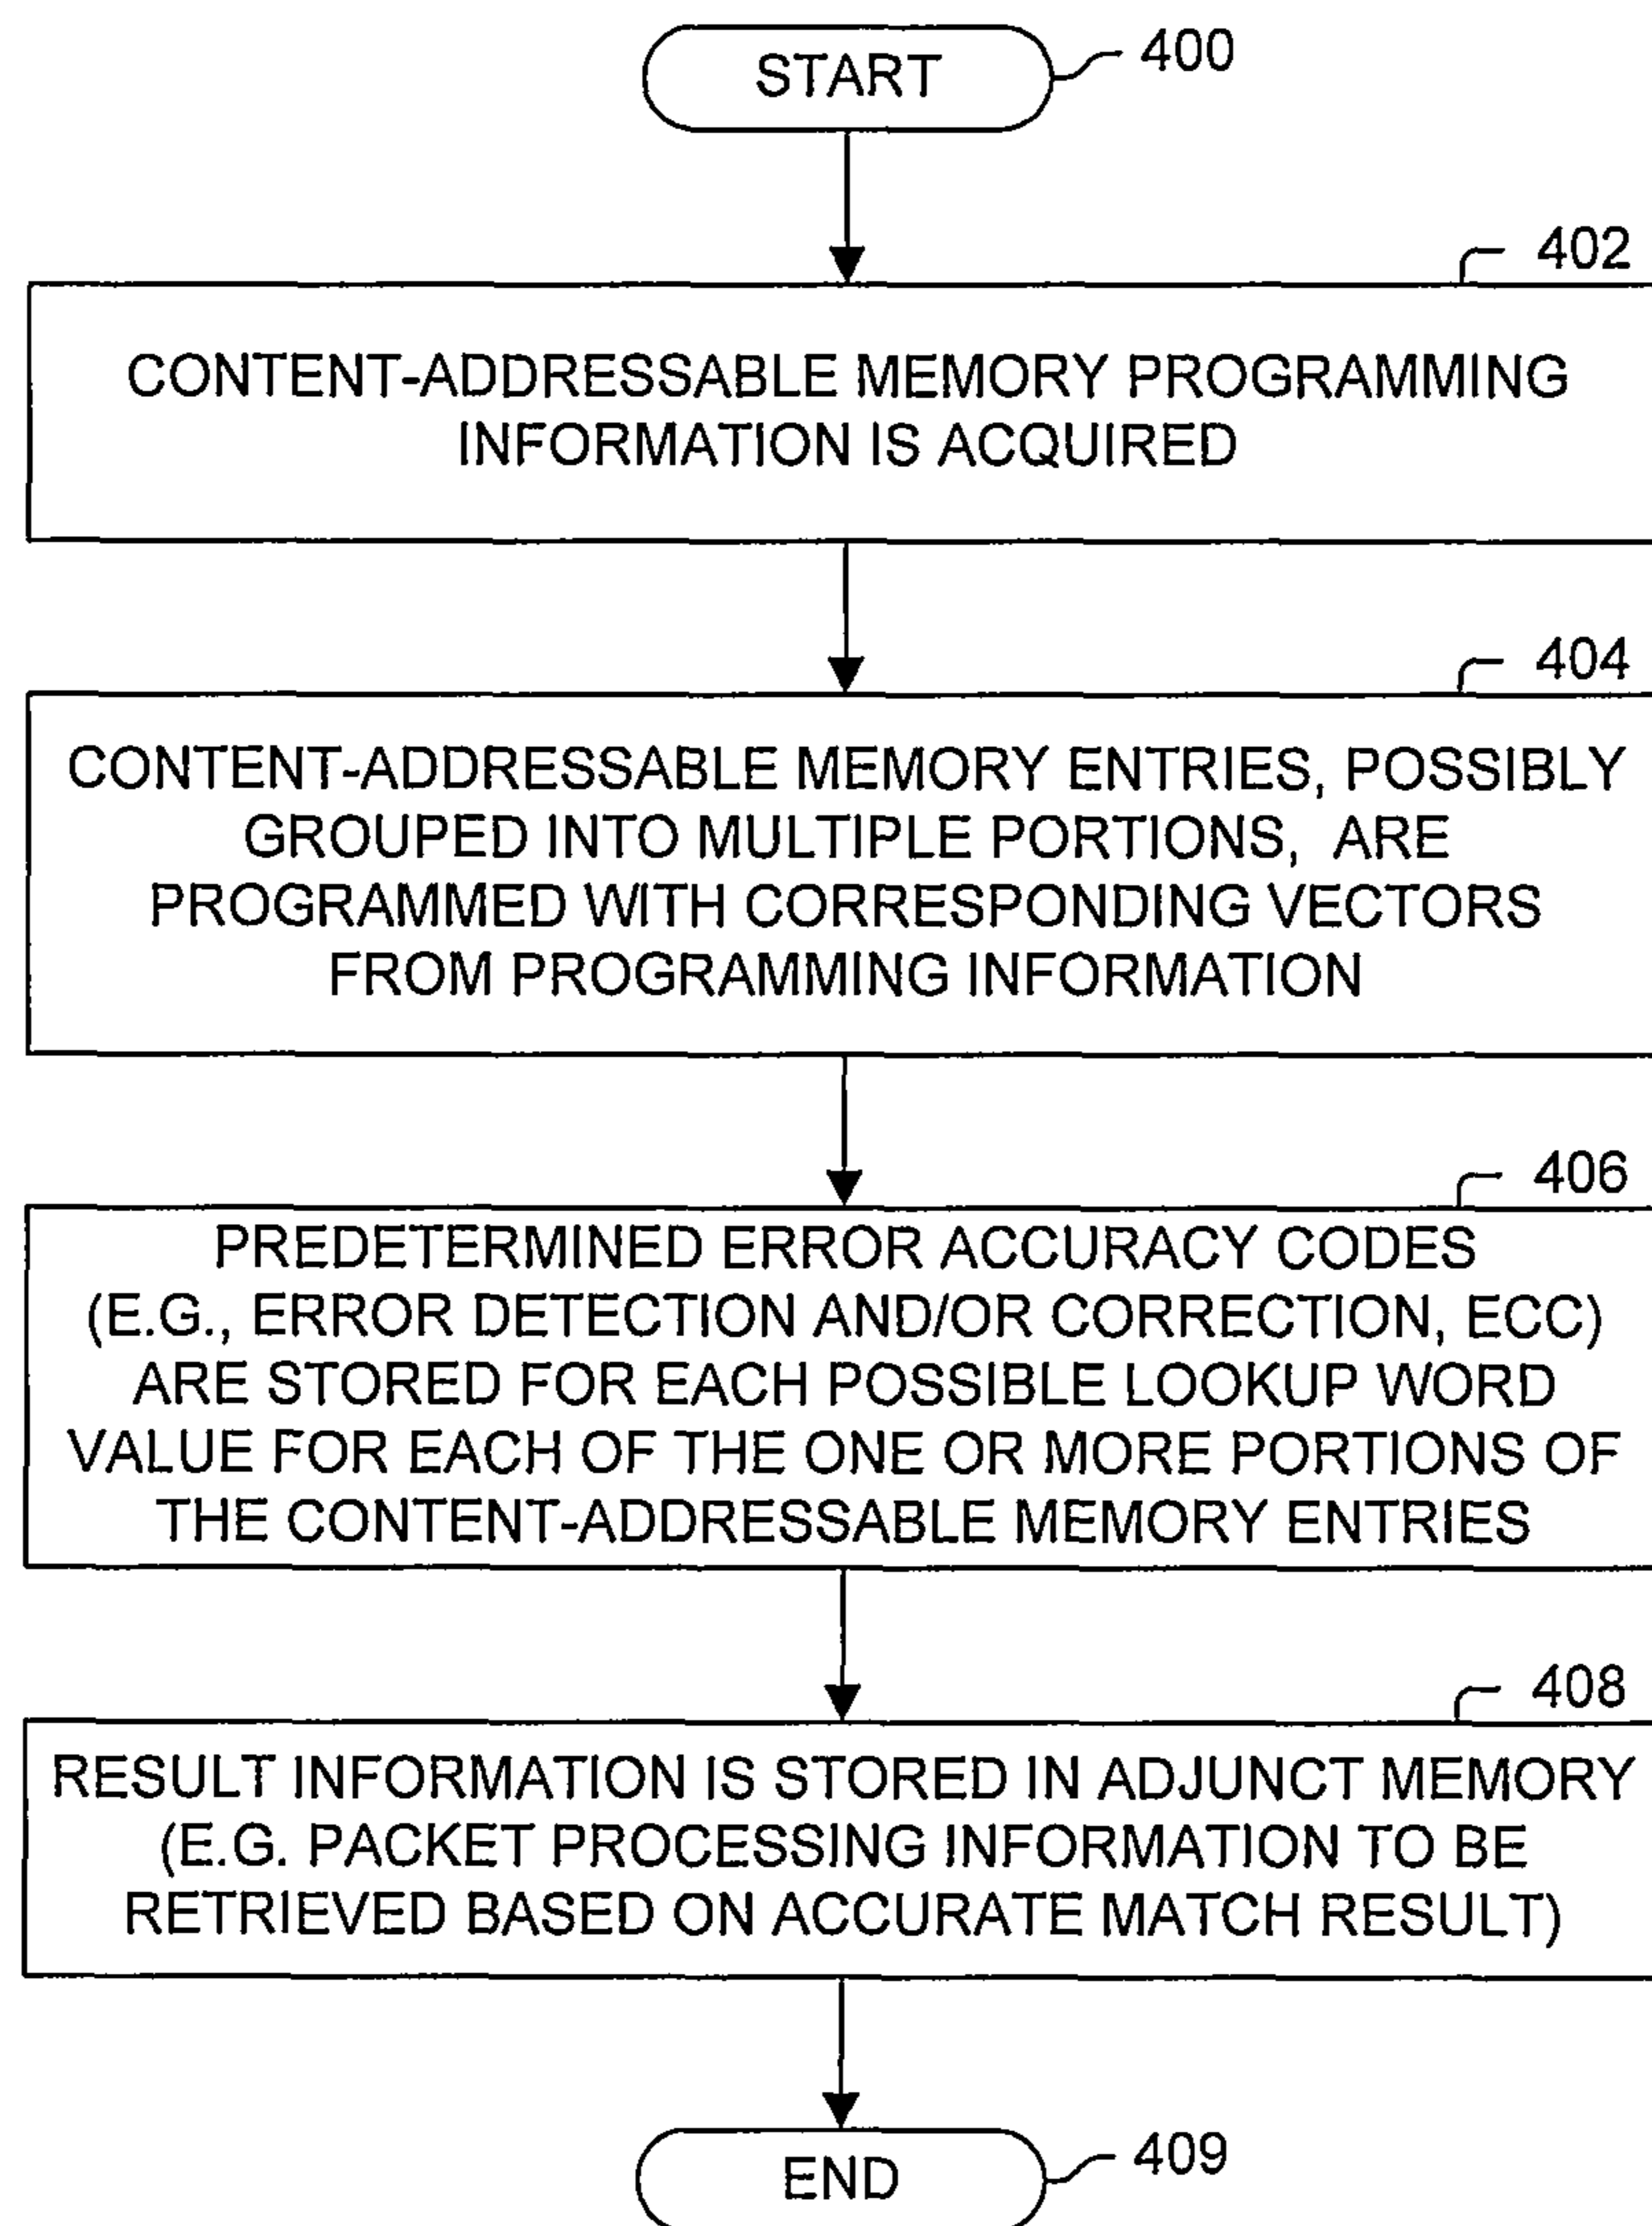 START
400
402
CONTENT-ADDRESSABLE MEMORY PROGRAMMING
INFORMATION IS ACQUIRED
404
CONTENT-ADDRESSABLE MEMORY ENTRIES, POSSIBLY
GROUPED INTO MULTIPLE PORTIONS, ARE
PROGRAMMED WITH CORRESPONDING VECTORS
FROM PROGRAMMING INFORMATION
406
PREDETERMINED ERROR ACCURACY CODES
(E.G., ERROR DETECTION AND/OR CORRECTION, ECC)
ARE STORED FOR EACH POSSIBLE LOOKUP WORD
VALUE FOR EACH OF THE ONE OR MORE PORTIONS OF
THE CONTENT-ADDRESSABLE MEMORY ENTRIES
408
RESULT INFORMATION IS STORED IN ADJUNCT MEMORY
(E.G. PACKET PROCESSING INFORMATION TO BE
RETRIEVED BASED ON ACCURATE MATCH RESULT)
END
409